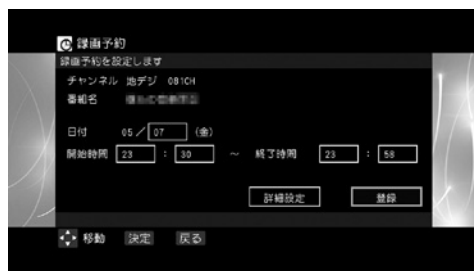 録画予約
録画予約を設定します
チャンネル 地デジ 081CH
番組名
日付 05／07 (金)
開始時間 23 : 30 ～ 終了時間 23 : 58
詳細設定 登録
移動 決定 戻る